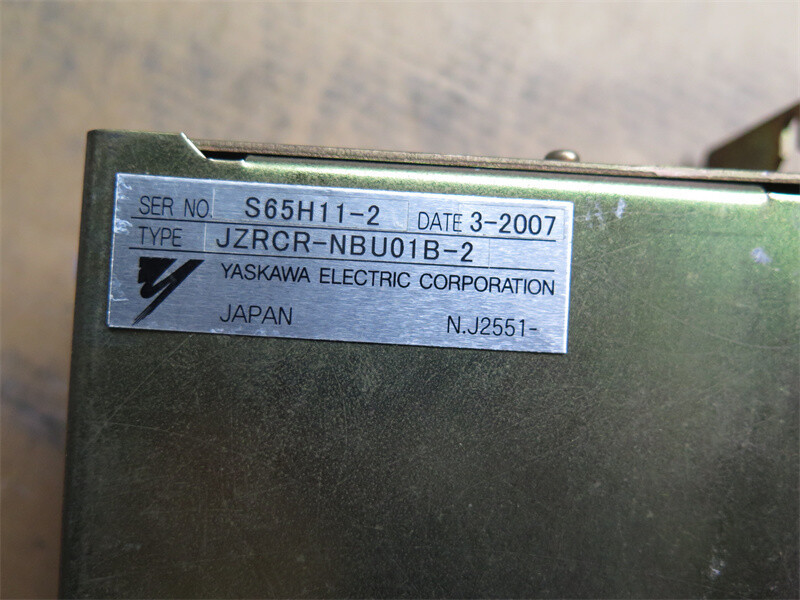 SER NO. S65H11-2 DATE 3-2007
TYPE JZRCR-NBU01B-2
YASKAWA ELECTRIC CORPORATION
JAPAN N.J2551-